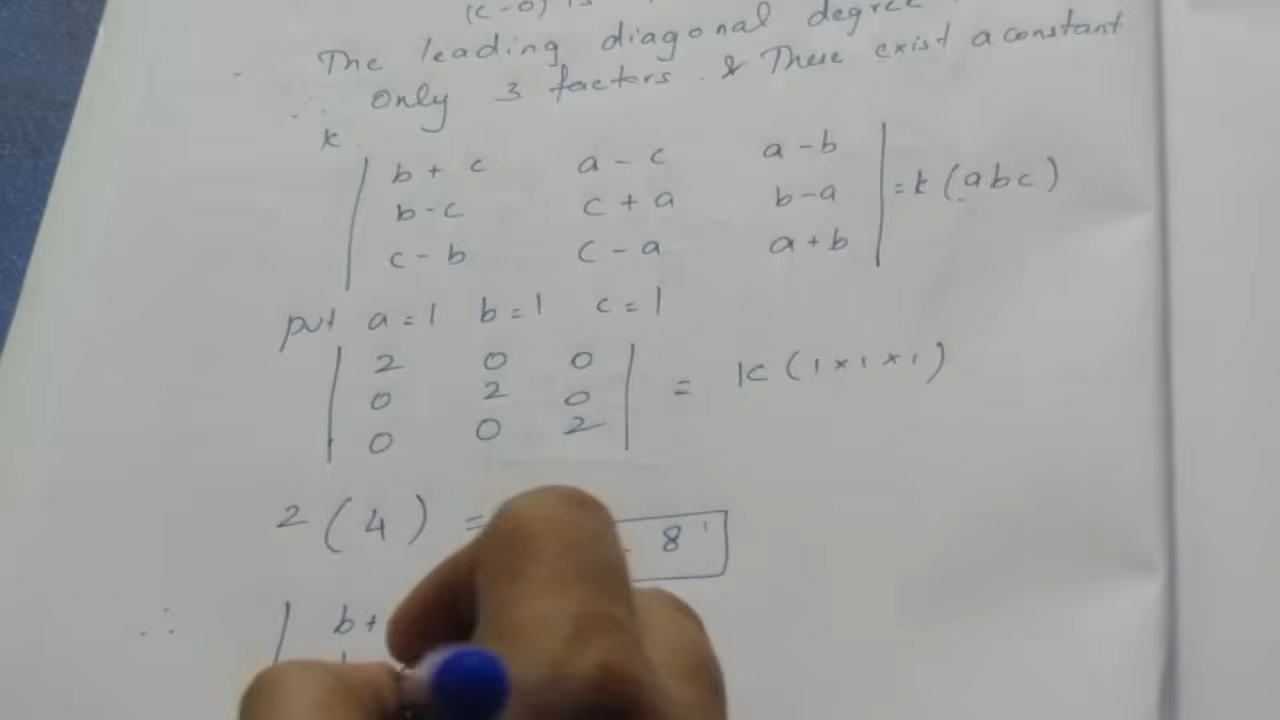 The leading diagonal degree
∴ Only 3 factors. & There exist a constant
k
| b + c   a - c   a - b |
| b - c   c + a   b - a | = k (abc)
| c - b   c - a   a + b |
put a = 1 b = 1 c = 1
| 2   0   0 |
| 0   2   0 | = k (1 × 1 × 1)
| 0   0   2 |
2 (4) = 8
∴ | b +